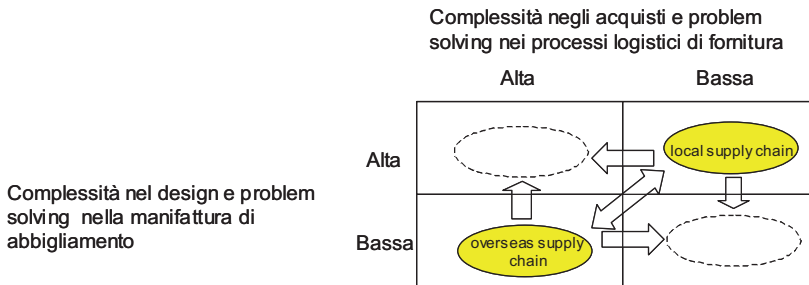 Complessità negli acquisti e problem
solving nei processi logistici di fornitura
Alta
Bassa
Alta
local supply chain
Complessità nel design e problem
solving nella manifattura di
abbigliamento
Bassa
overseas supply
chain